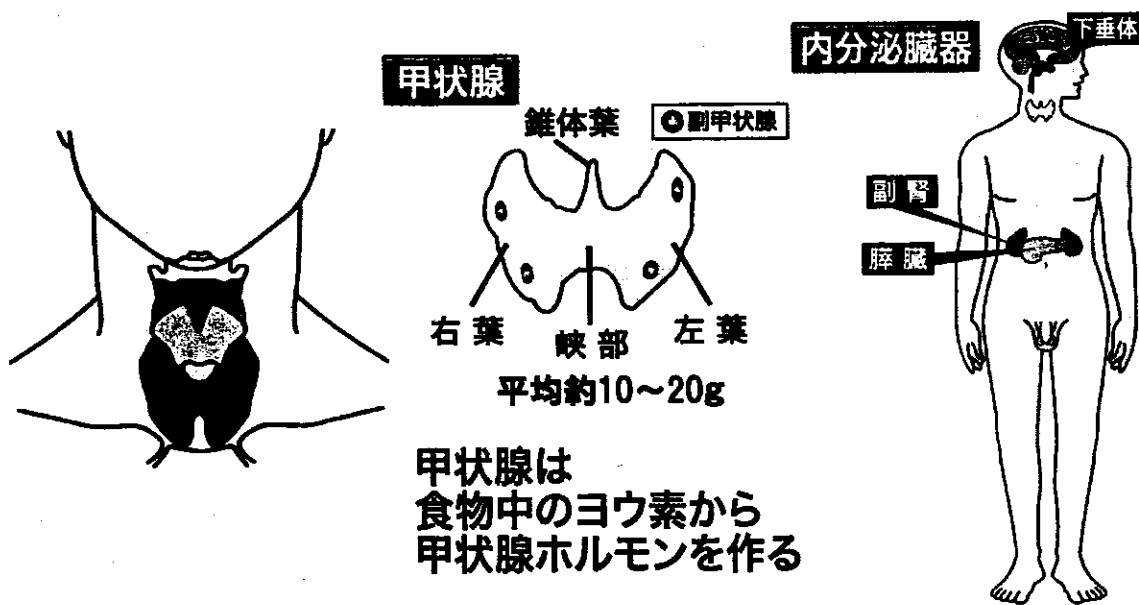 甲状腺
錐体葉
副甲状腺
右葉
峡部
左葉
平均約10～20g
甲状腺は
食物中のヨウ素から
甲状腺ホルモンを作る
内分泌臓器
下垂体
副腎
膵臓